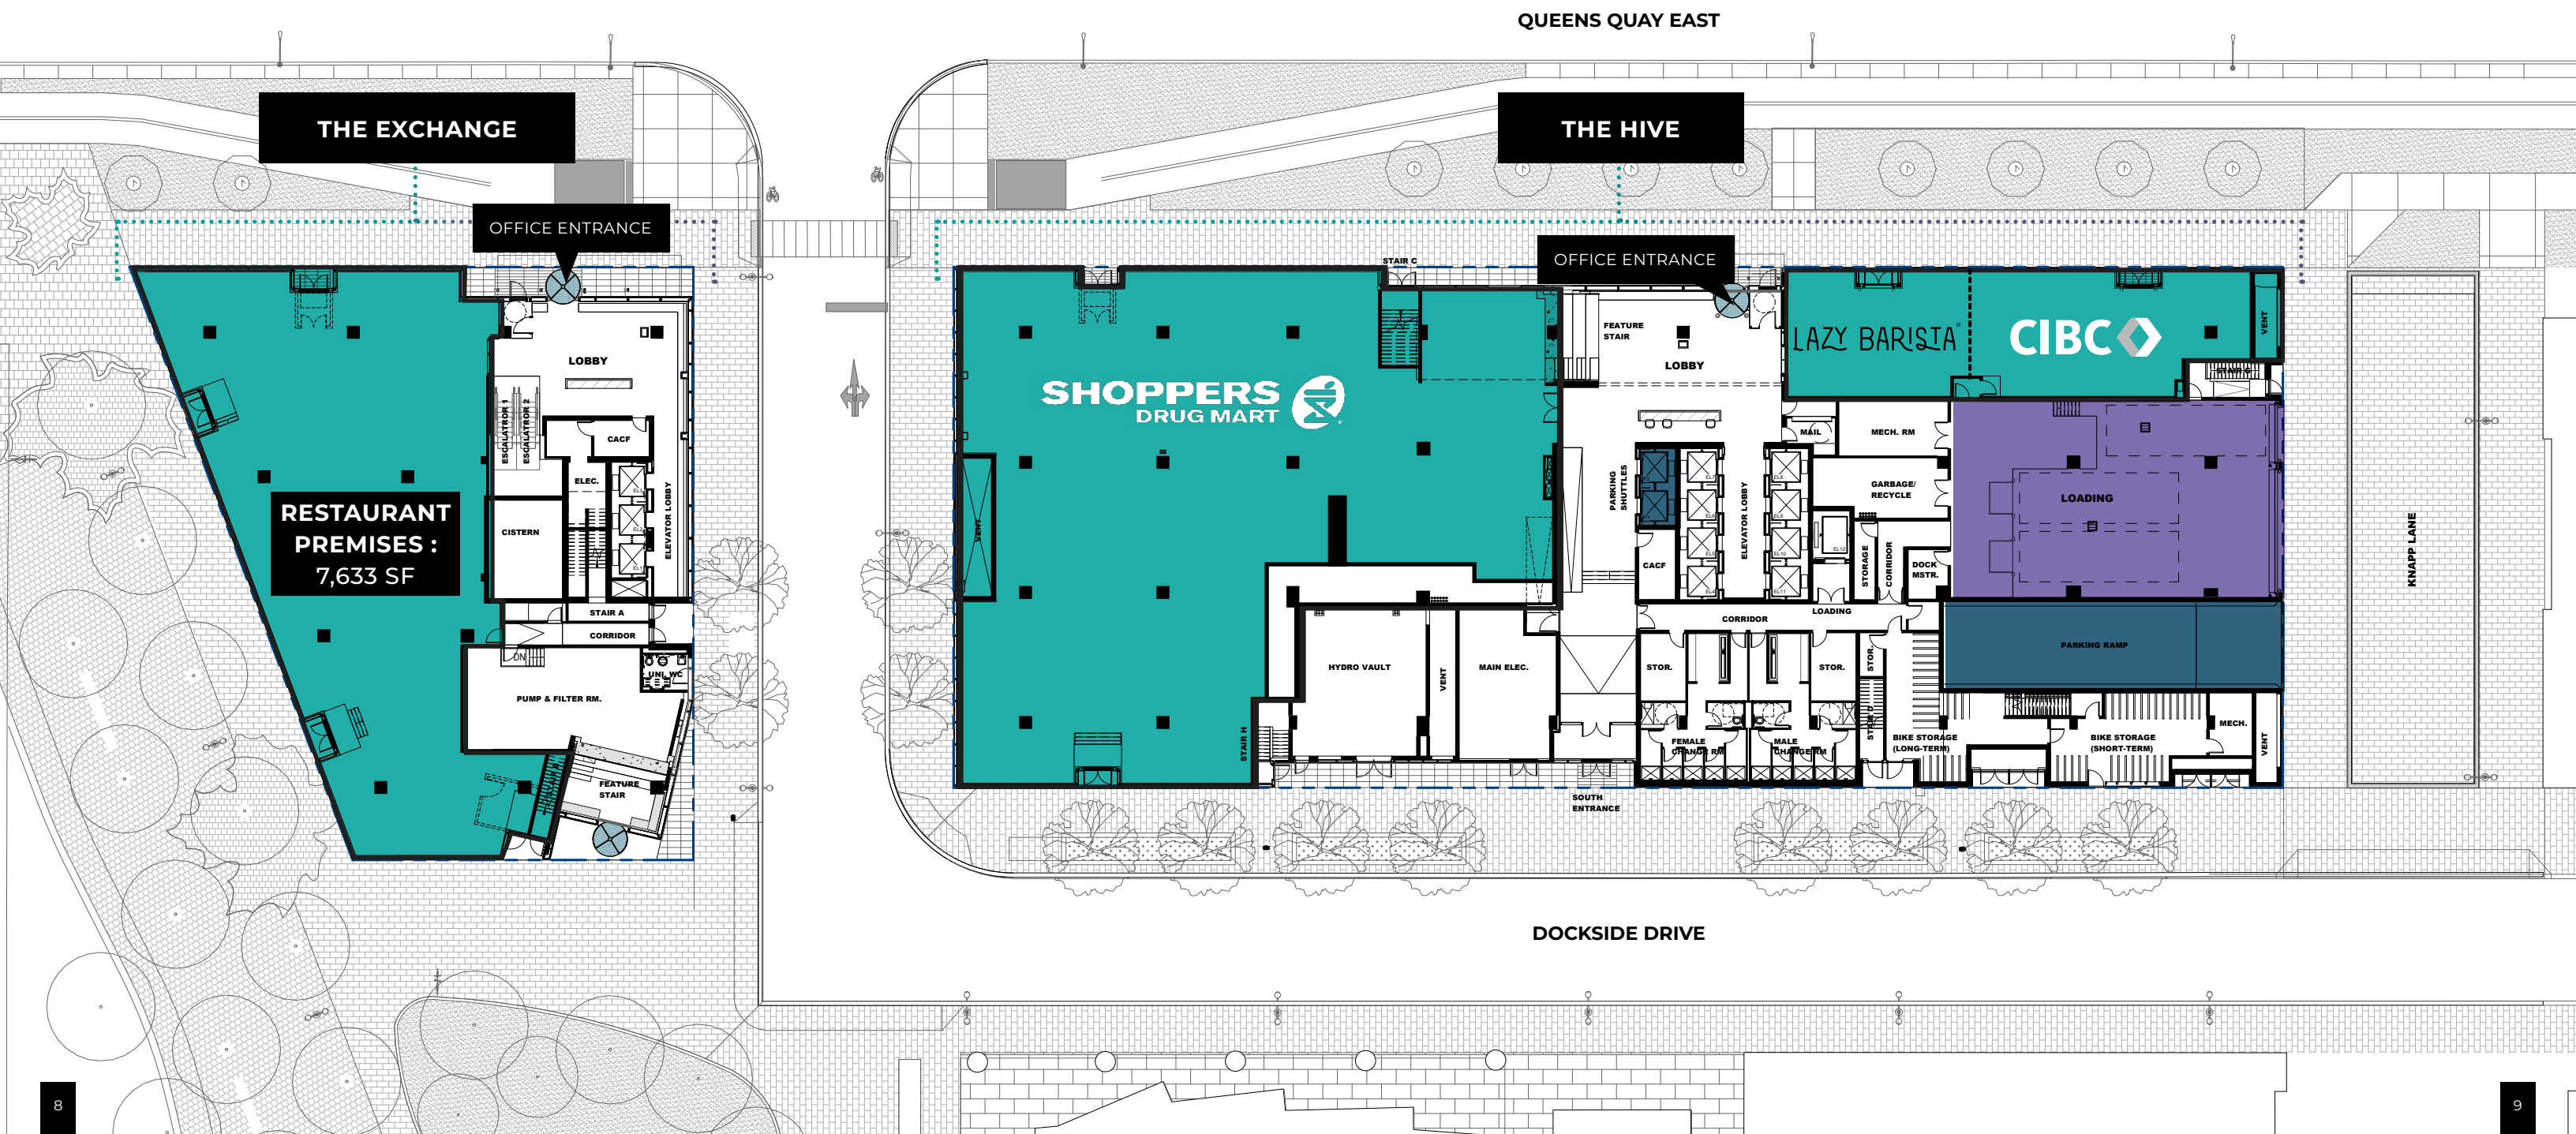 QUEENS QUAY EAST
THE EXCHANGE
THE HIVE
OFFICE ENTRANCE
OFFICE ENTRANCE
STAIR C
LOBBY
ESCALATOR 1
ESCALATOR 2
CACF
ELEC.
ELEVATOR LOBBY
CISTERN
RESTAURANT
PREMISES :
7,633 SF
STAIR A
CORRIDOR
DN
UNI. WC
PUMP & FILTER RM.
FEATURE
STAIR
SHOPPERS
DRUG MART
VENT
FEATURE
STAIR
LOBBY
LAZY BARISTA
CIBC
VENT
STAIR G
MAIL
MECH. RM
PARKING
SHUTTLES
ELEVATOR LOBBY
GARBAGE/
RECYCLE
LOADING
CACF
EL12
STORAGE
CORRIDOR
DOCK
MSTR.
LOADING
CORRIDOR
PARKING RAMP
HYDRO VAULT
VENT
MAIN ELEC.
STOR.
STOR.
STOR.
STAIR H
FEMALE
CHANGE RM
MALE
CHANGE RM
STAIR D
BIKE STORAGE
(LONG-TERM)
BIKE STORAGE
(SHORT-TERM)
MECH.
VENT
SOUTH
ENTRANCE
KNAPP LANE
DOCKSIDE DRIVE
8
9